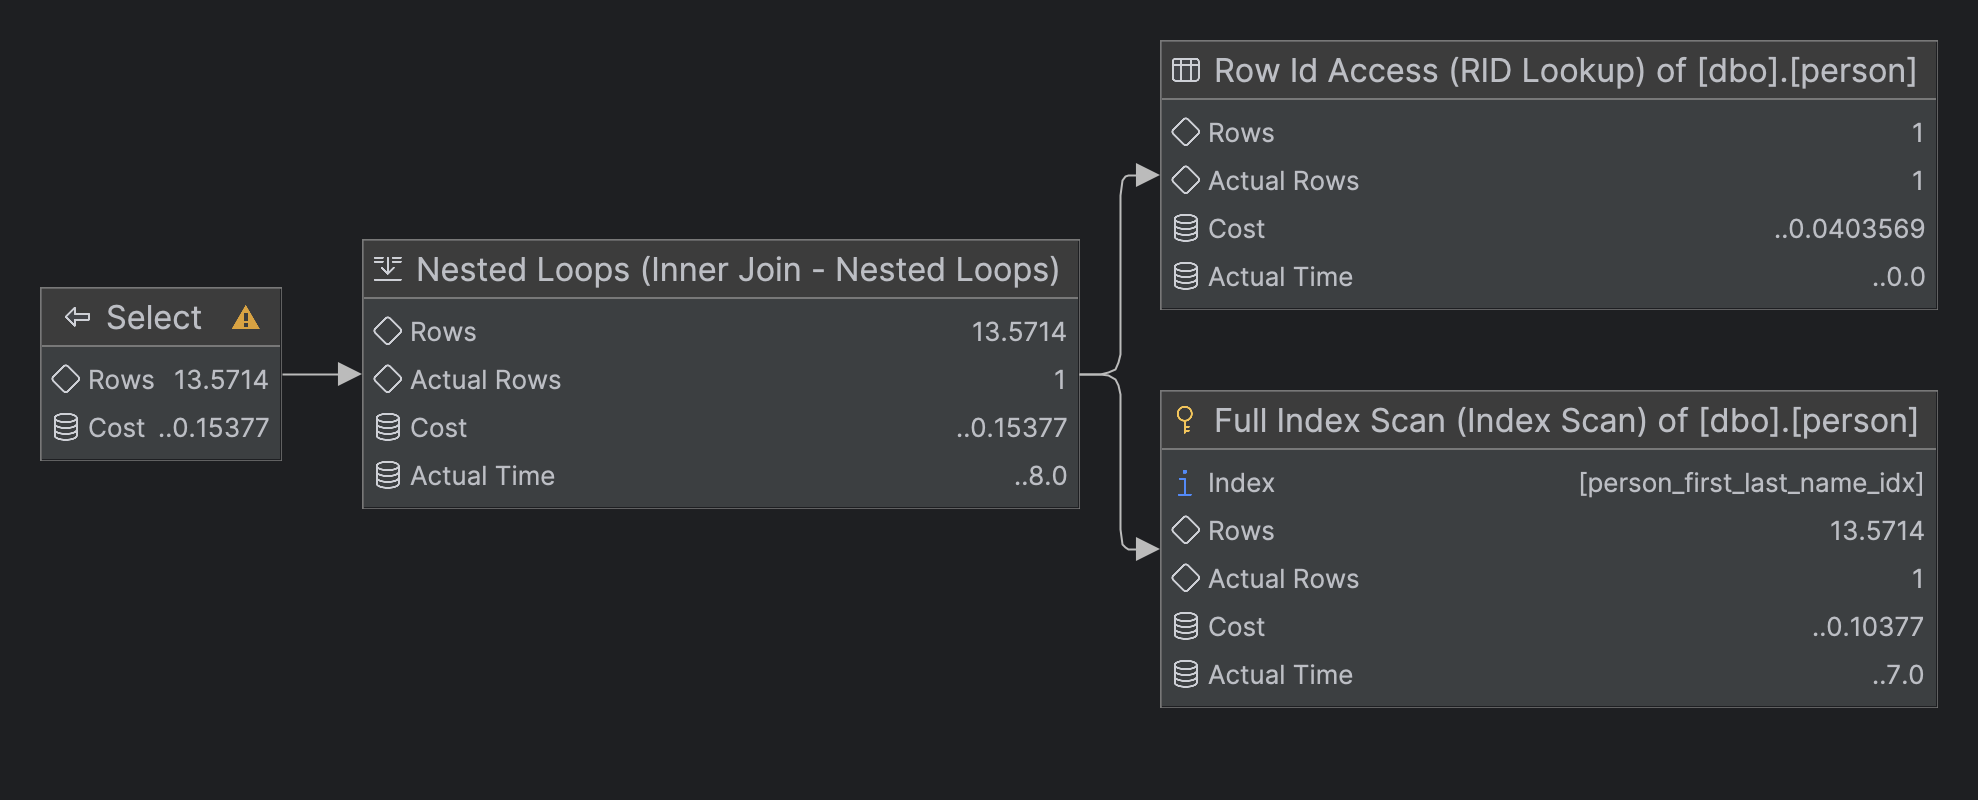 Select
Rows 13.5714
Cost ..0.15377
Nested Loops (Inner Join - Nested Loops)
Rows 13.5714
Actual Rows 1
Cost ..0.15377
Actual Time ..8.0
Row Id Access (RID Lookup) of [dbo].[person]
Rows 1
Actual Rows 1
Cost ..0.0403569
Actual Time ..0.0
Full Index Scan (Index Scan) of [dbo].[person]
Index [person_first_last_name_idx]
Rows 13.5714
Actual Rows 1
Cost ..0.10377
Actual Time ..7.0